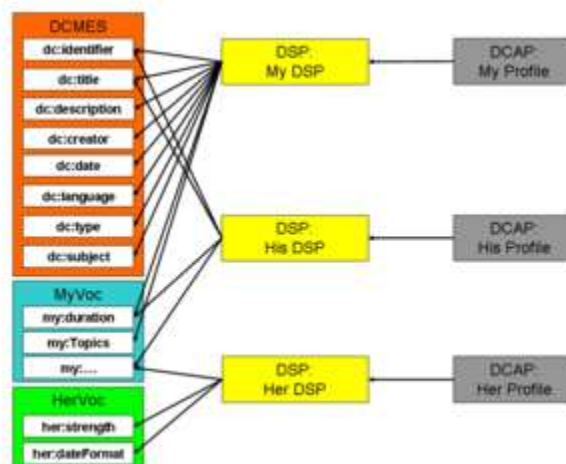 DCMES
dc:identifier
dc:title
dc:description
dc:creator
dc:date
dc:language
dc:type
dc:subject
MyVoc
my:duration
my:Topics
my:....
HerVoc
her:strength
her:dateFormat
DSP:
My DSP
DSP:
His DSP
DSP:
Her DSP
DCAP:
My Profile
DCAP:
His Profile
DCAP:
Her Profile